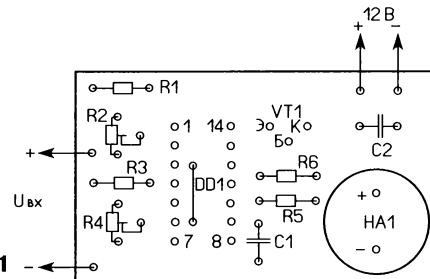 12 В
+ -
R1
R2
1 14
VT1
Э К
Б
C2
+
R3
R6
DD1
Uвх
R4
R5
+
HA1
7 8
C1
-
1 -